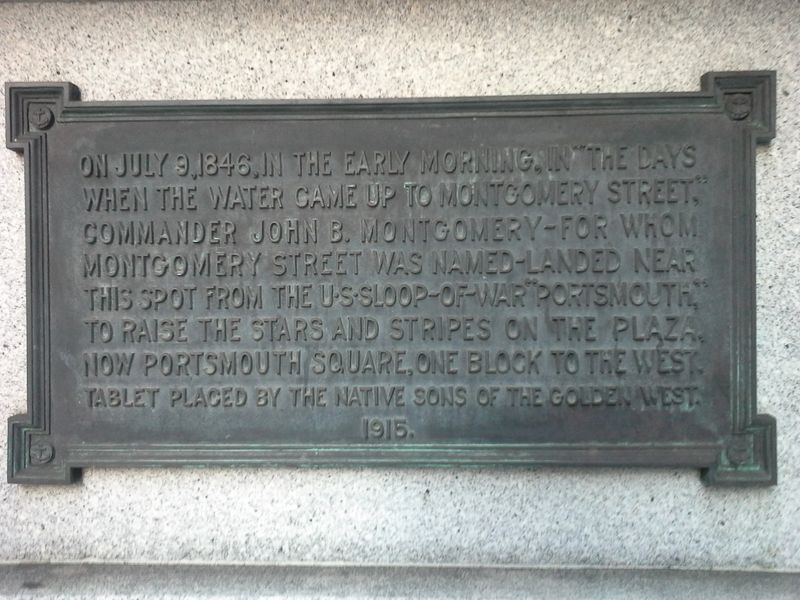 ON JULY 9, 1846, IN THE EARLY MORNING, IN "THE DAYS
WHEN THE WATER CAME UP TO MONTGOMERY STREET,"
COMMANDER JOHN B. MONTGOMERY–FOR WHOM
MONTGOMERY STREET WAS NAMED–LANDED NEAR
THIS SPOT FROM THE U·S·SLOOP–OF–WAR "PORTSMOUTH,"
TO RAISE THE STARS AND STRIPES ON THE PLAZA,
NOW PORTSMOUTH SQUARE, ONE BLOCK TO THE WEST.
TABLET PLACED BY THE NATIVE SONS OF THE GOLDEN WEST.
1915.